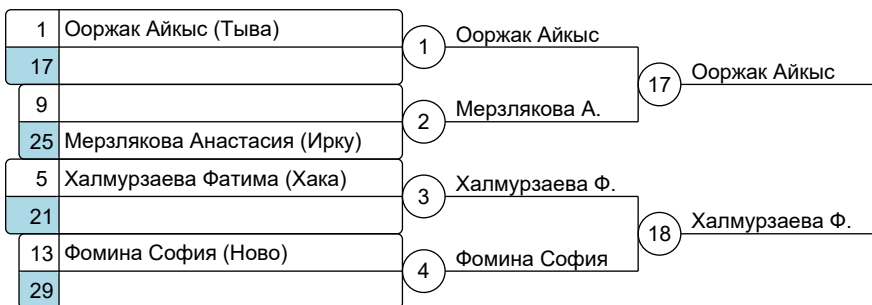 1 Ооржак Айкыс (Тыва)
17
1 Ооржак Айкыс
9
25 Мерзлякова Анастасия (Ирку)
2 Мерзлякова А.
17 Ооржак Айкыс
5 Халмурзаева Фатима (Хака)
21
3 Халмурзаева Ф.
13 Фомина София (Ново)
29
4 Фомина София
18 Халмурзаева Ф.